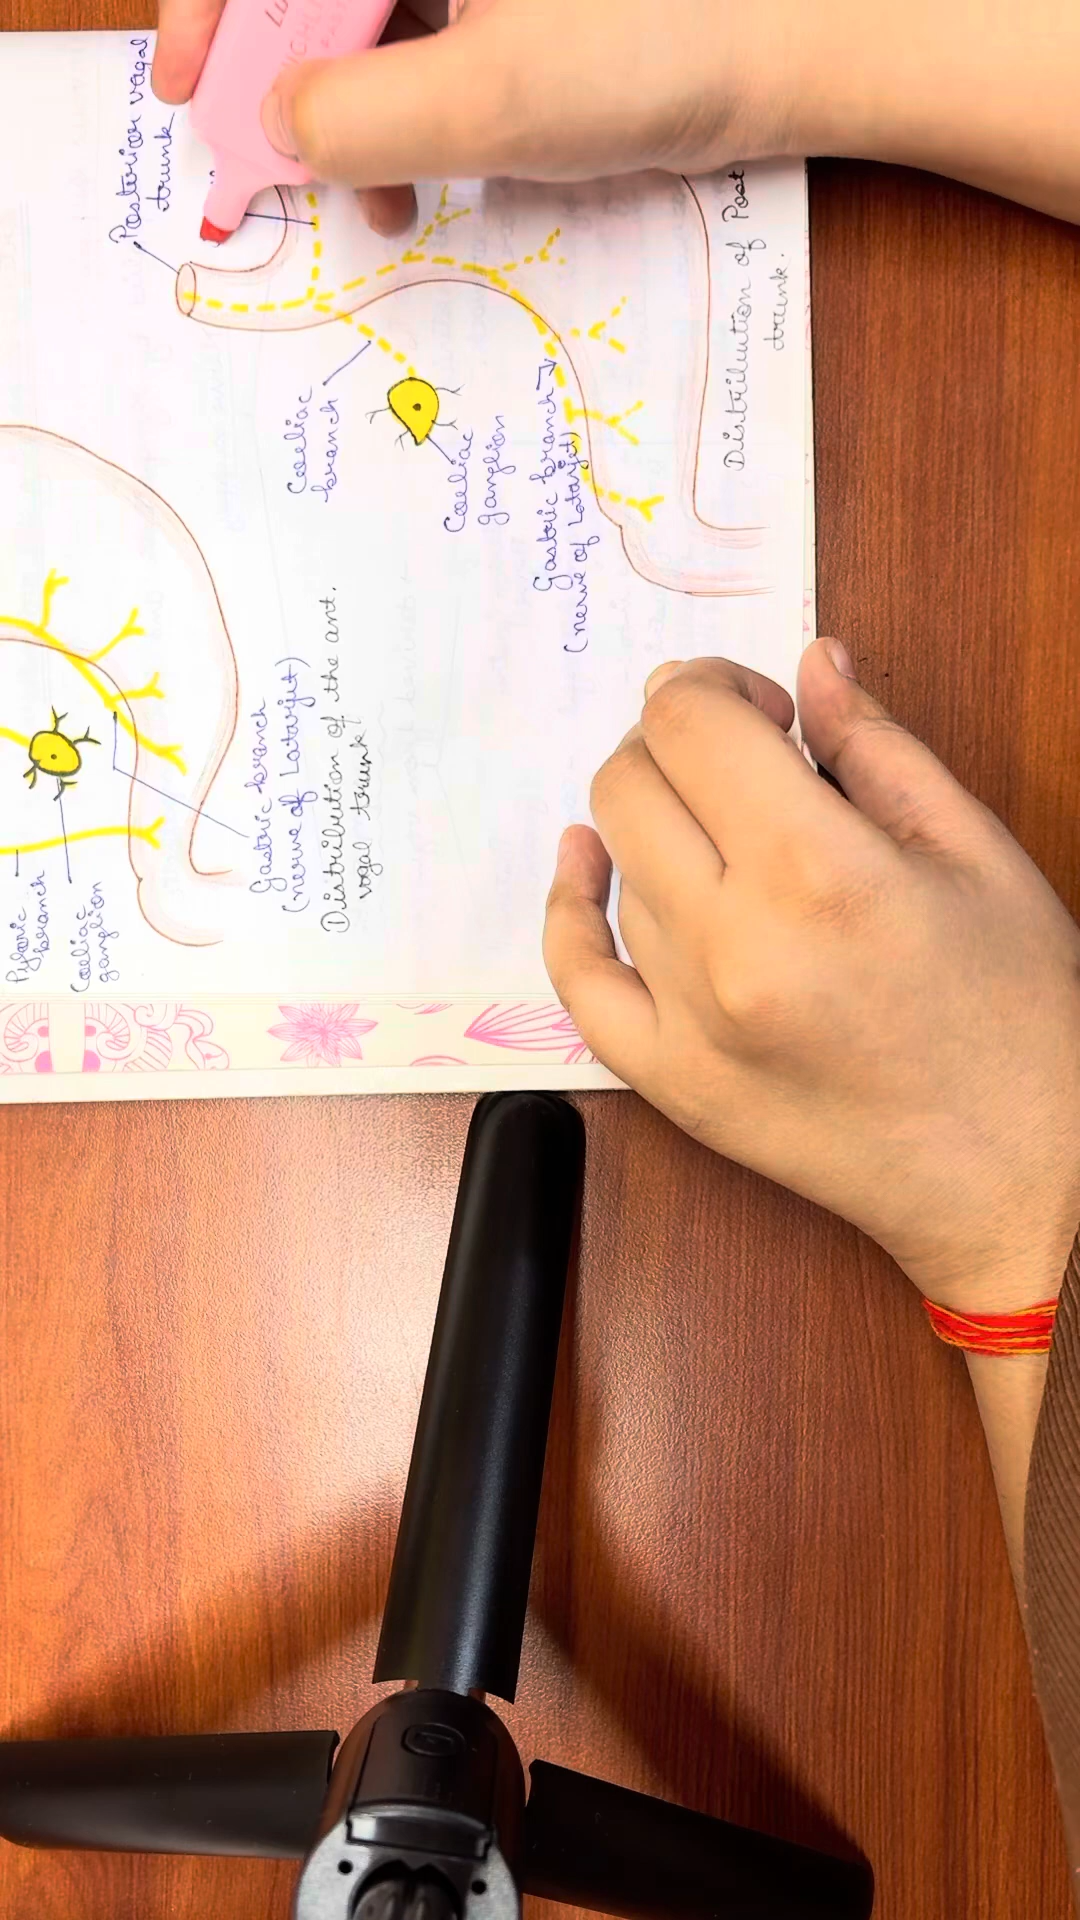 Posterior vagal
trunk
Coeliac
branch
Coeliac
ganglion
Gastric branch
(nerve of Latarjet)
Distribution of Post
trunk.
Pyloric
branch
Coeliac
ganglion
Gastric branch
(nerve of Latarjet)
Distribution of the ant.
vagal trunk